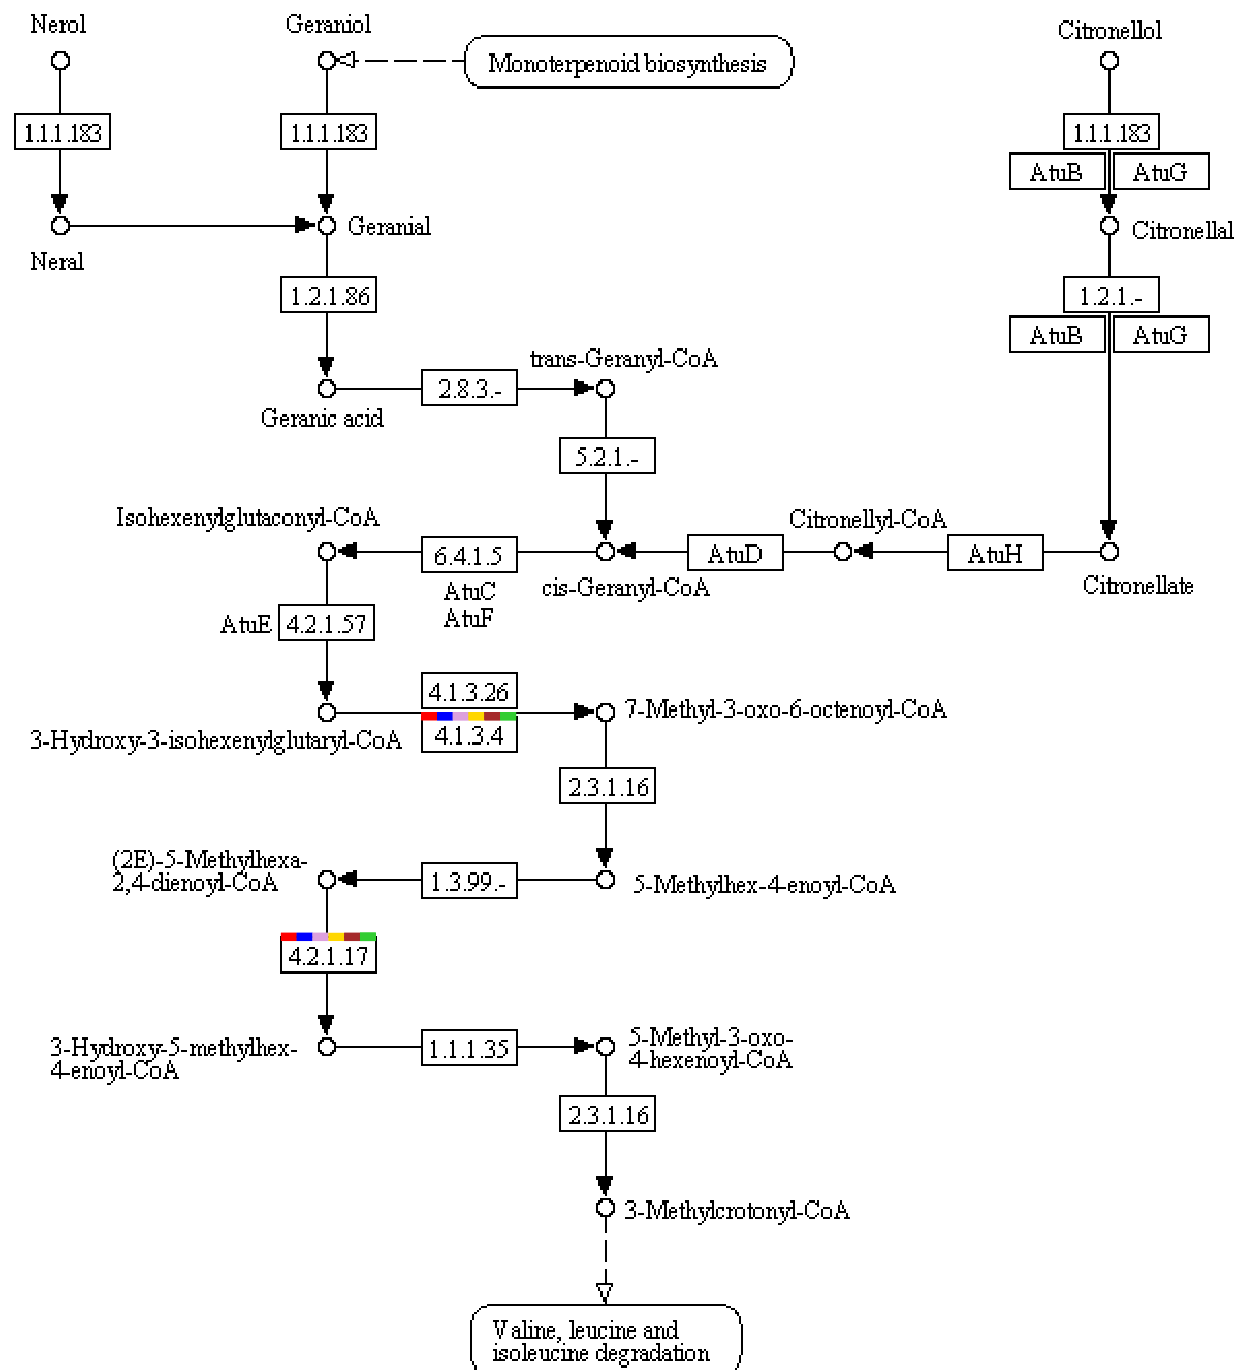 Nerol
Geraniol
Citronellol
Monoterpenoid biosynthesis
1.1.1.183
1.1.1.183
1.1.1.183
AtuB
AtuG
Geranial
Citronellal
Neral
1.2.1.86
1.2.1.-
AtuB
AtuG
trans-Geranyl-CoA
2.8.3.-
Geranic acid
5.2.1.-
Isohexenylglutaconyl-CoA
Citronellyl-CoA
6.4.1.5
AtuD
AtuH
AtuC
cis-Geranyl-CoA
Citronellate
AtuF
AtuE
4.2.1.57
4.1.3.26
7-Methyl-3-oxo-6-octenoyl-CoA
3-Hydroxy-3-isohexenylglutaryl-CoA
4.1.3.4
2.3.1.16
(2E)-5-Methylhexa-
2,4-dienoyl-CoA
1.3.99.-
5-Methylhex-4-enoyl-CoA
4.2.1.17
3-Hydroxy-5-methylhex-
4-enoyl-CoA
1.1.1.35
5-Methyl-3-oxo-
4-hexenoyl-CoA
2.3.1.16
3-Methylcrotonyl-CoA
Valine, leucine and
isoleucine degradation